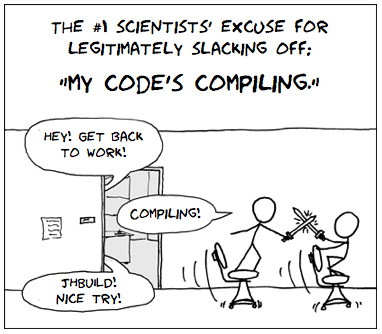 THE #1 SCIENTISTS' EXCUSE FOR
LEGITIMATELY SLACKING OFF:
"MY CODE'S COMPILING."
HEY! GET BACK
TO WORK!
COMPILING!
JHBUILD!
NICE TRY!